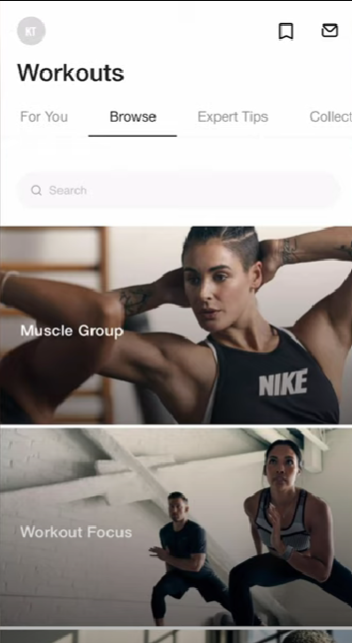 KT
Workouts
For You
Browse
Expert Tips
Collect
Search
Muscle Group
NIKE
Workout Focus